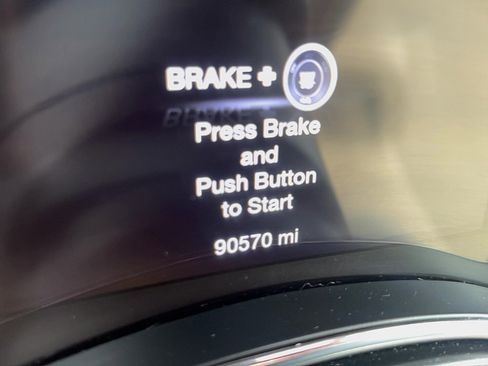 BRAKE +
Press Brake
and
Push Button
to Start
90570 mi